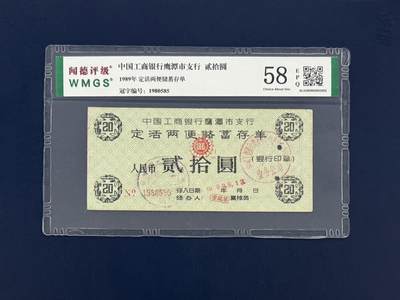 闻德评级
WMGS
中国工商银行鹰潭市支行 贰拾圆
1989年 定活两便储蓄存单
冠字编号：1980585
58
EPQ
中国工商银行鹰潭市支行
定活两便储蓄存单
20
20
人民币 贰拾圆
(银行印章)
20
20